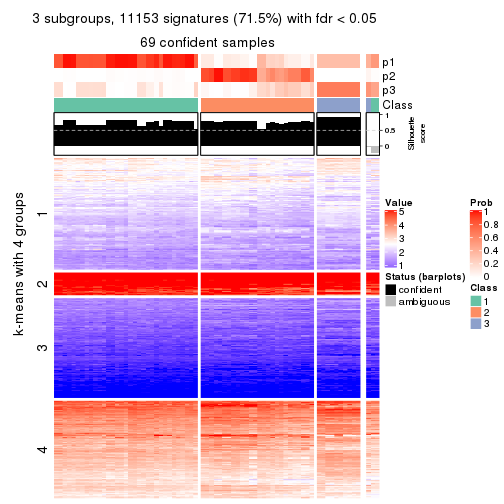 3 subgroups, 11153 signatures (71.5%) with fdr < 0.05
69 confident samples
p1
p2
p3
Class
1
0.5
0
Silhouette
score
k-means with 4 groups
1
2
3
4
Value
5
4
3
2
1
Status (barplots)
confident
ambiguous
Prob
1
0.8
0.6
0.4
0.2
0
Class
1
2
3